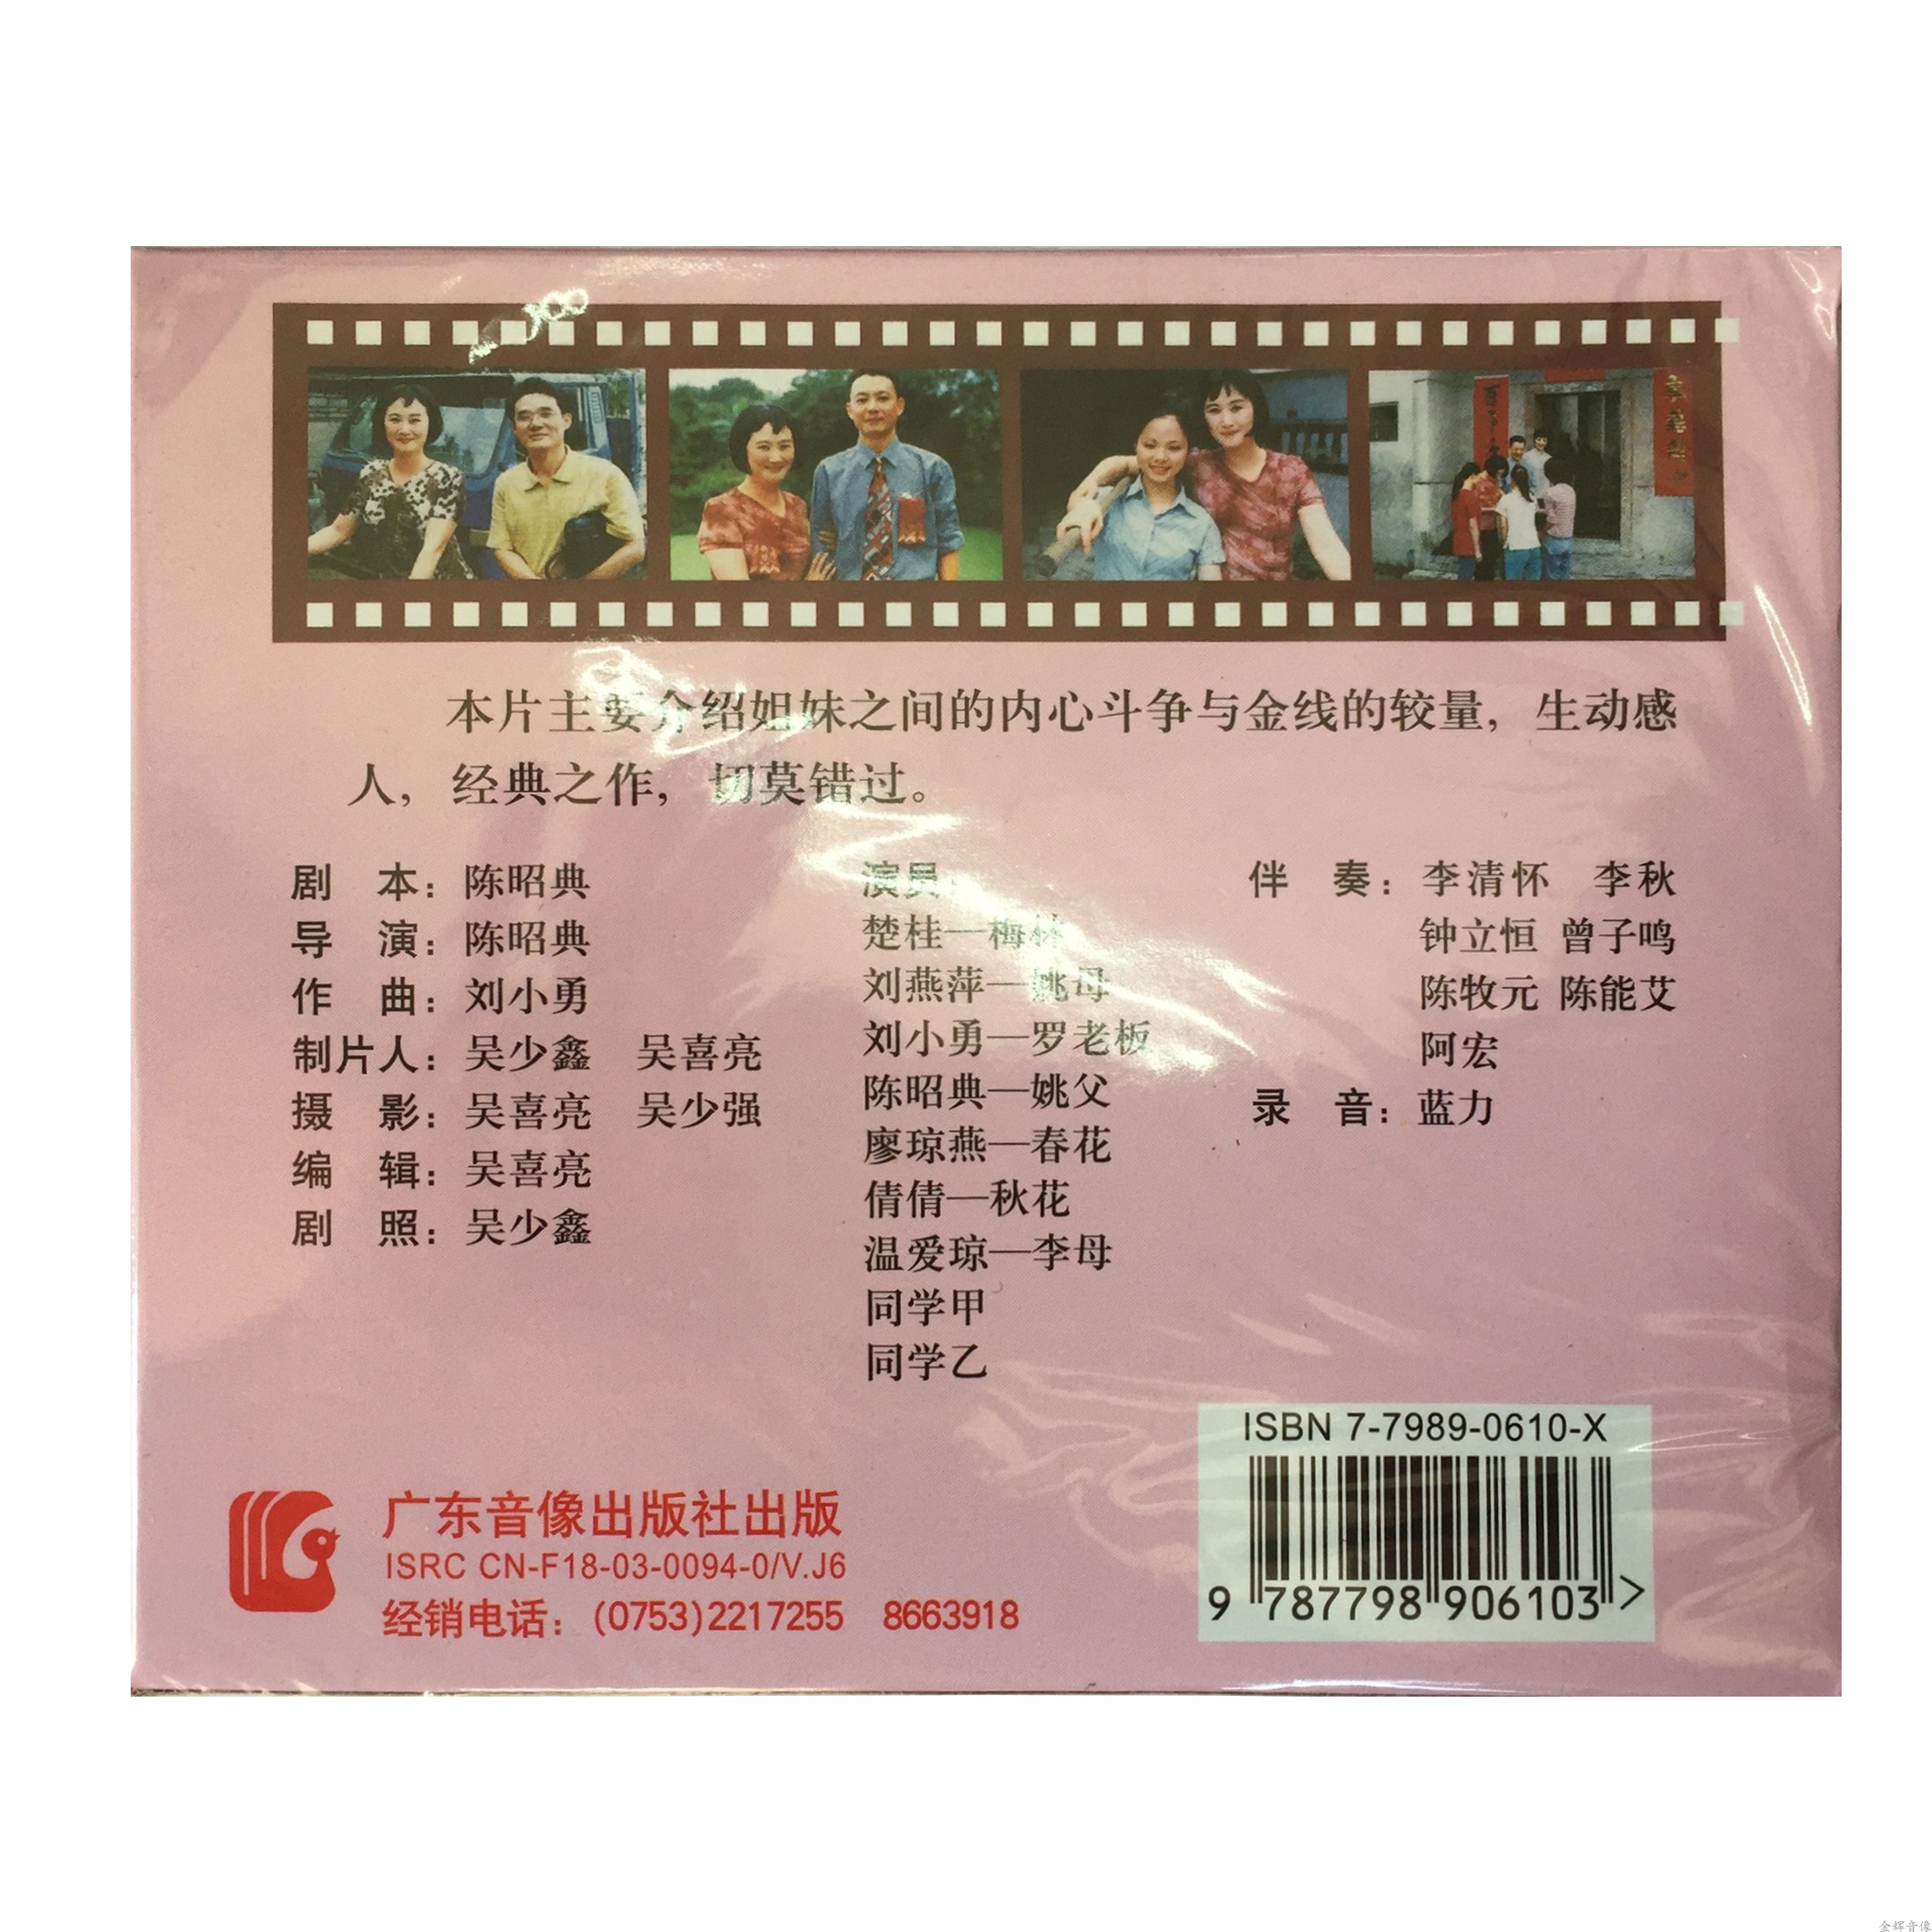 本片主要介绍姐妹之间的内心斗争与金线的较量，生动感
人，经典之作，切莫错过。
剧 本：陈昭典
导 演：陈昭典
作 曲：刘小勇
制片人：吴少鑫 吴喜亮
摄 影：吴喜亮 吴少强
编 辑：吴喜亮
剧 照：吴少鑫
演员：
楚桂—梅林
刘燕萍—姚母
刘小勇—罗老板
陈昭典—姚父
廖琼燕—春花
倩倩—秋花
温爱琼—李母
同学甲
同学乙
伴 奏：李清怀 李秋
钟立恒 曾子鸣
陈牧元 陈能艾
阿宏
录 音：蓝力
广东音像出版社出版
ISRC CN-F18-03-0094-0/V.J6
经销电话：(0753)2217255 8663918
ISBN 7-7989-0610-X
9 787798 906103 >
金辉音像